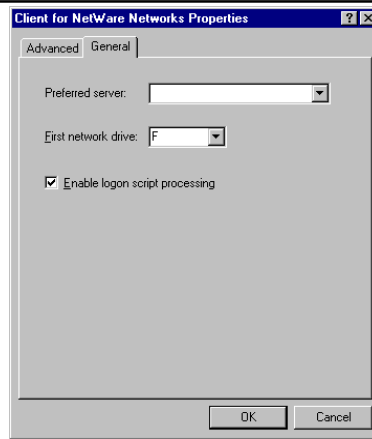 Client for NetWare Networks Properties
Advanced General
Preferred server:
First network drive: F
Enable logon script processing
OK Cancel